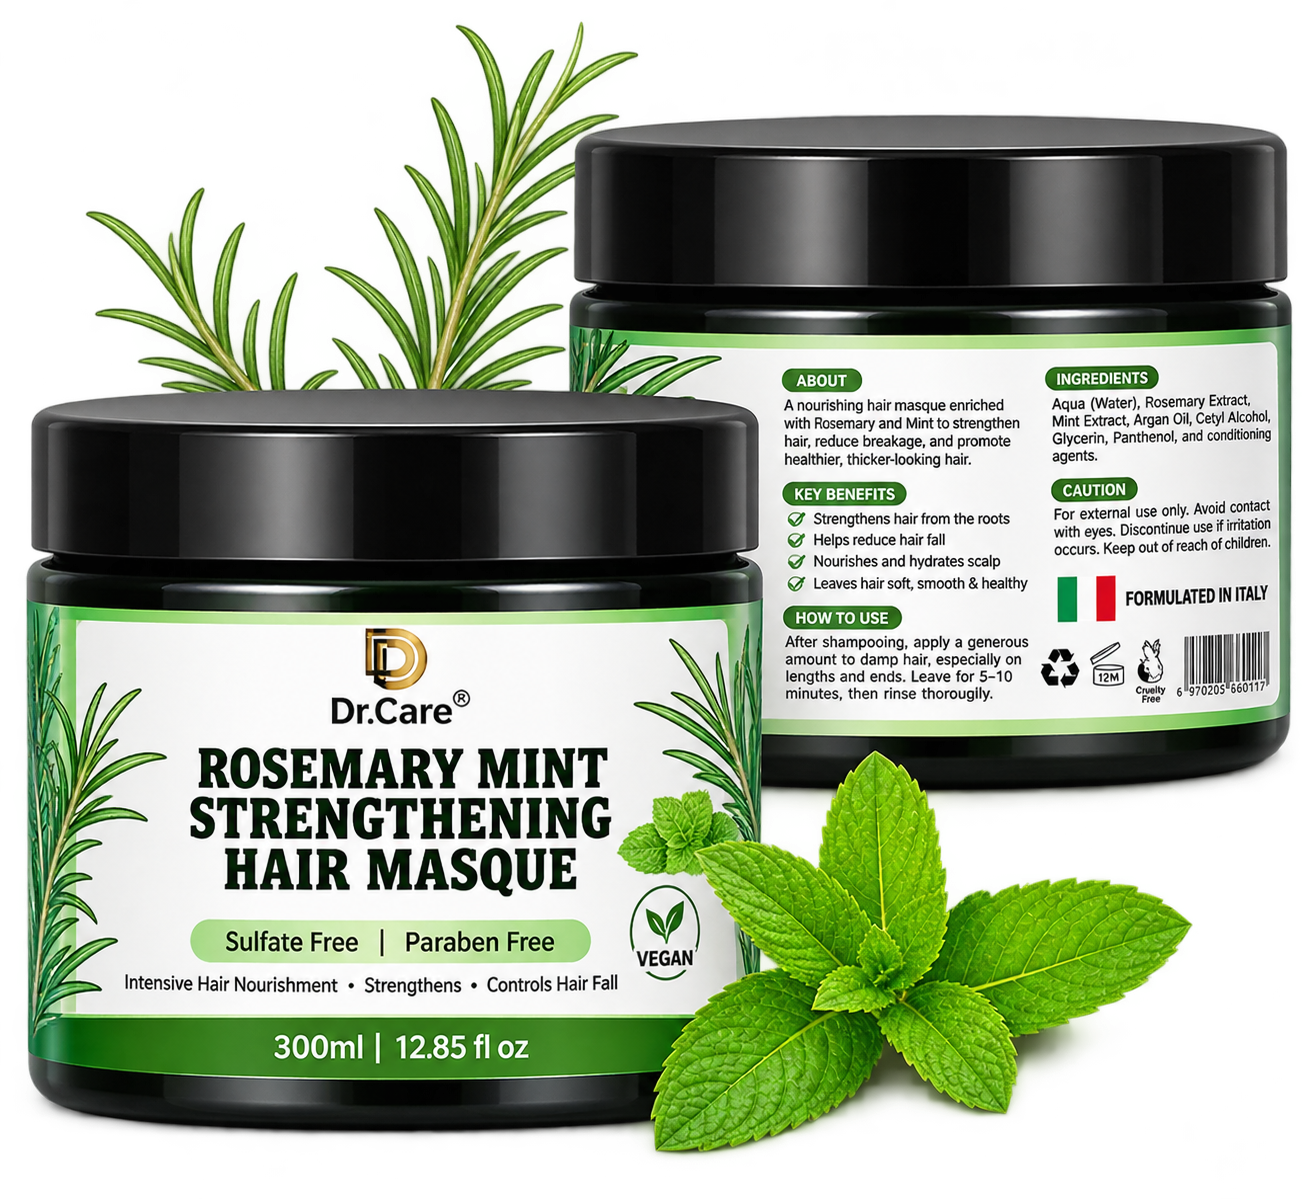 Dr.Care®
ROSEMARY MINT
STRENGTHENING
HAIR MASQUE
Sulfate Free | Paraben Free
Intensive Hair Nourishment • Strengthens • Controls Hair Fall
VEGAN
300ml | 12.85 fl oz
ABOUT
A nourishing hair masque enriched
with Rosemary and Mint to strengthen
hair, reduce breakage, and promote
healthier, thicker-looking hair.
KEY BENEFITS
Strengthens hair from the roots
Helps reduce hair fall
Nourishes and hydrates scalp
Leaves hair soft, smooth & healthy
HOW TO USE
After shampooing, apply a generous
amount to damp hair, especially on
lengths and ends. Leave for 5–10
minutes, then rinse thorougily.
INGREDIENTS
Aqua (Water), Rosemary Extract,
Mint Extract, Argan Oil, Cetyl Alcohol,
Glycerin, Panthenol, and conditioning
agents.
CAUTION
For external use only. Avoid contact
with eyes. Discontinue use if irritation
occurs. Keep out of reach of children.
FORMULATED IN ITALY
12M
Cruelty
Free
6 970205 660117